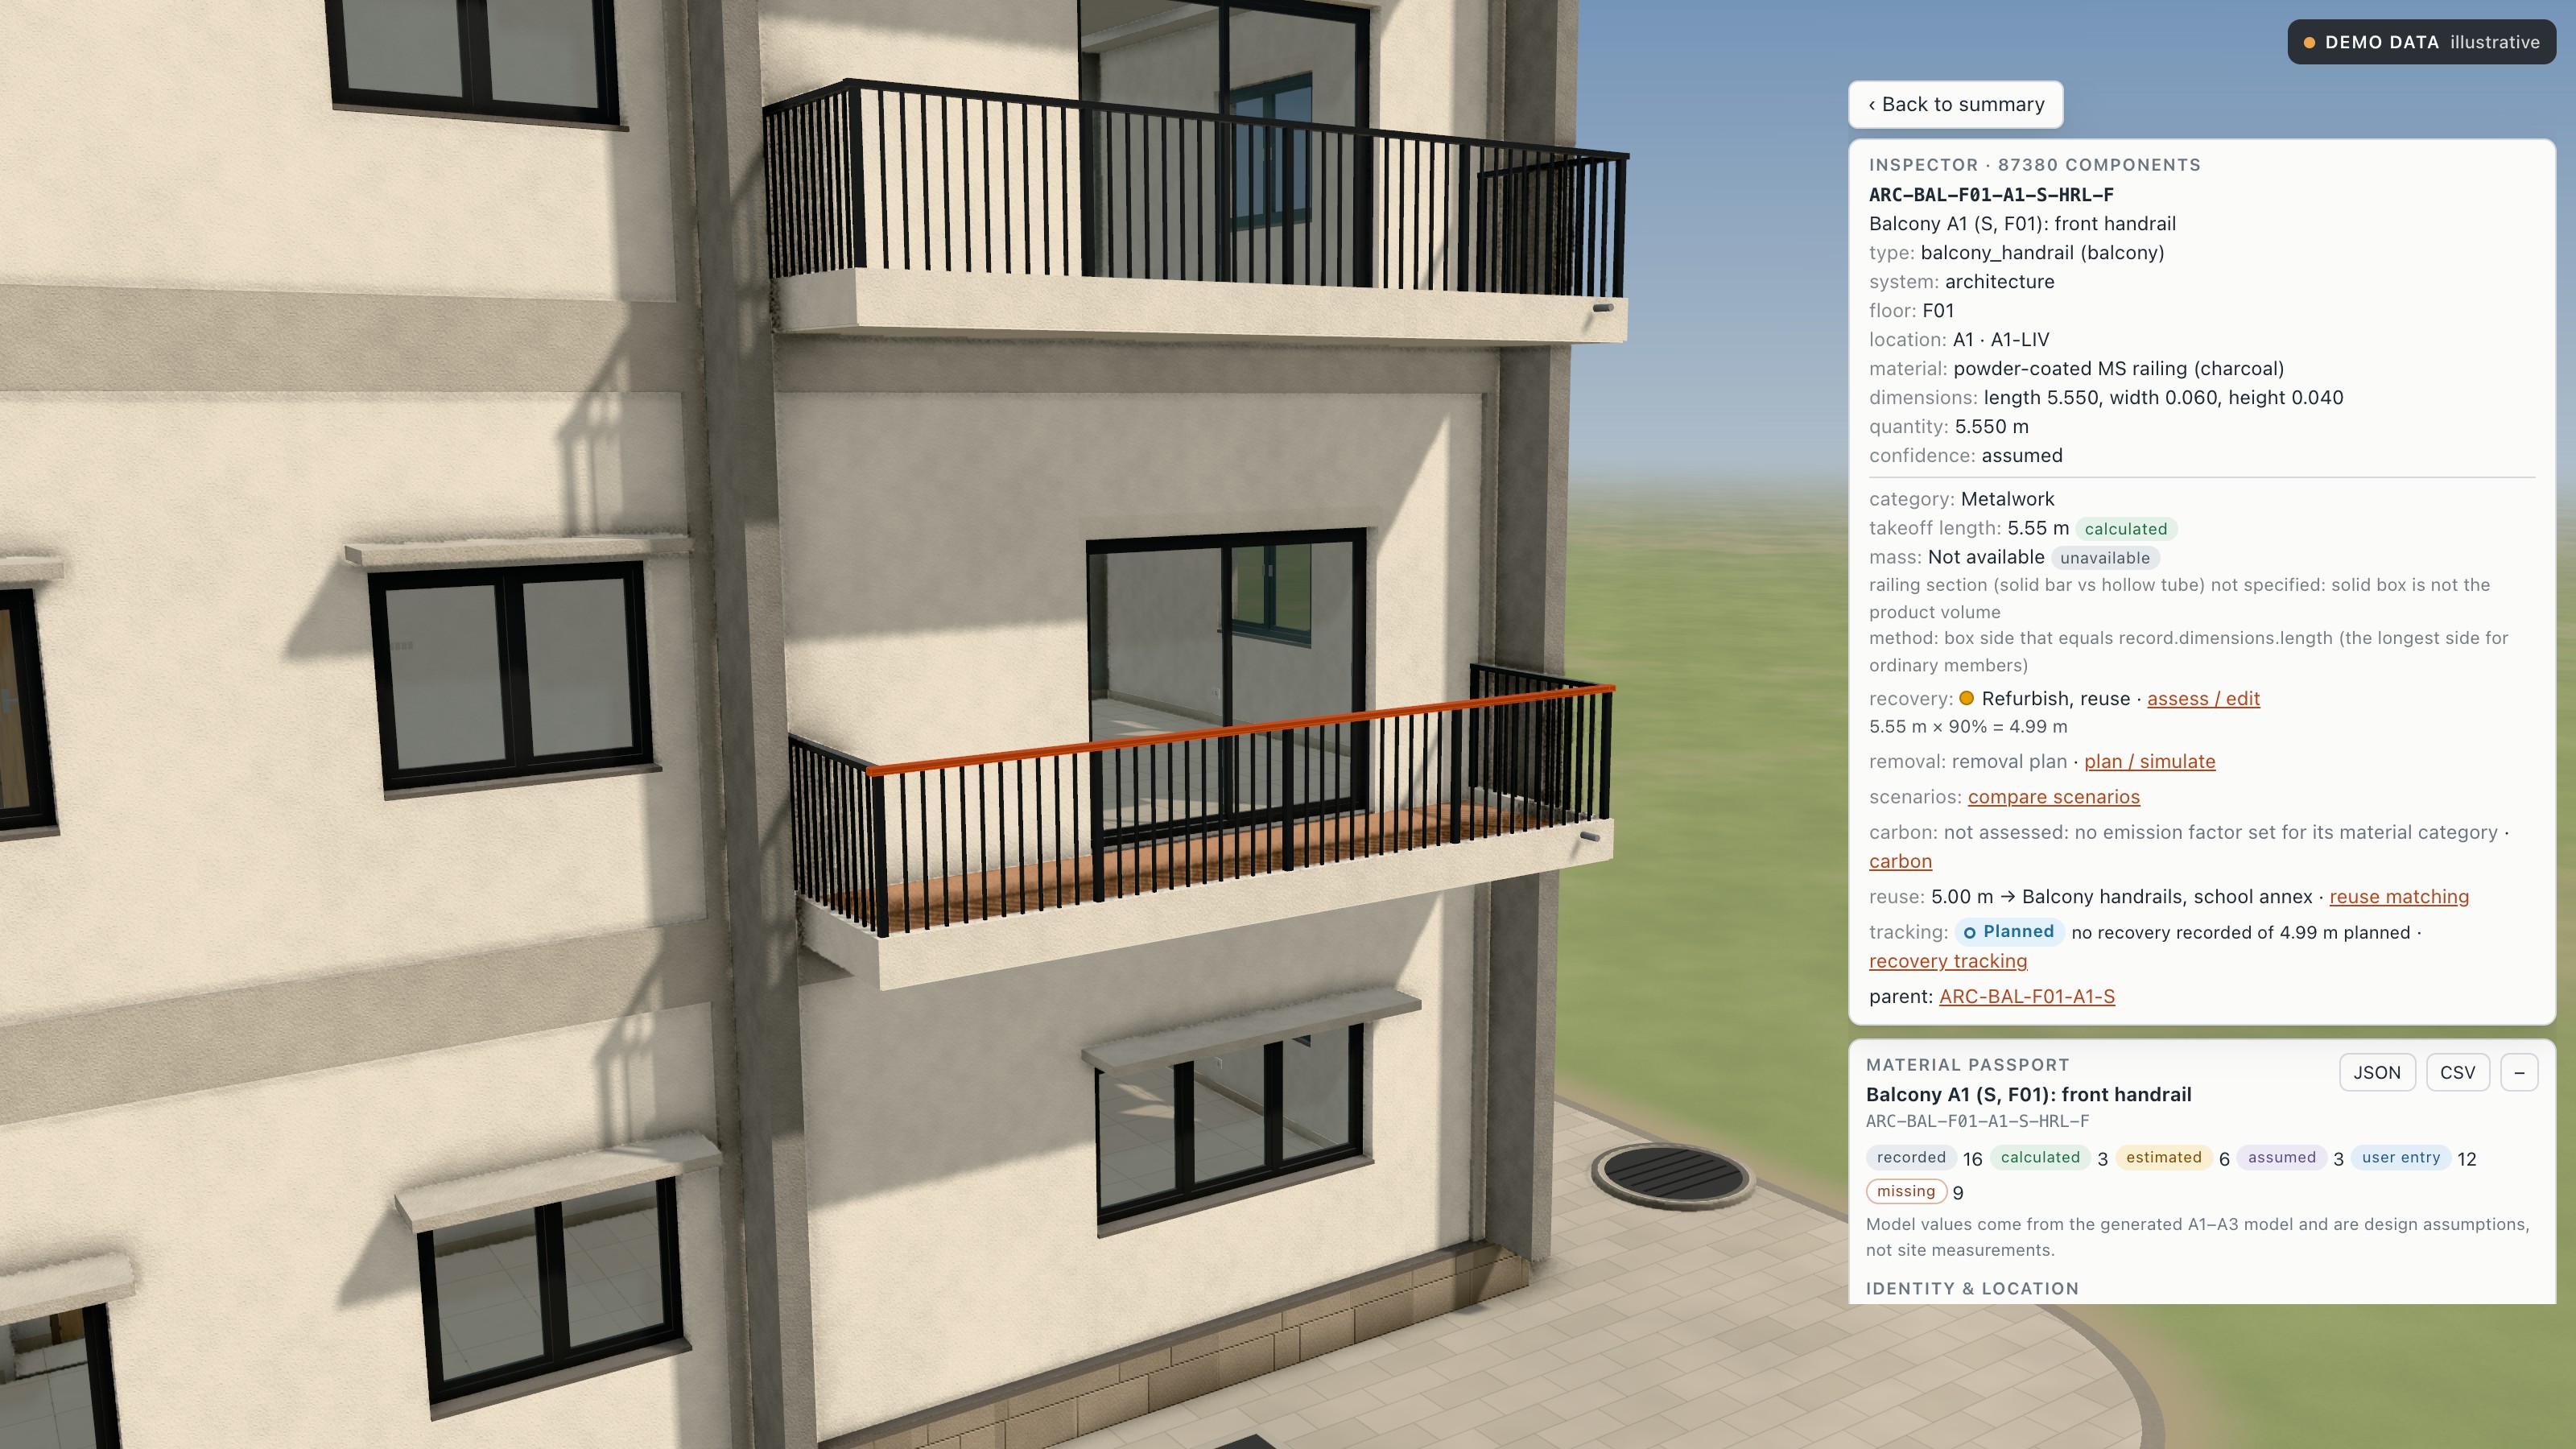 DEMO DATA illustrative
‹ Back to summary
INSPECTOR · 87380 COMPONENTS
ARC-BAL-F01-A1-S-HRL-F
Balcony A1 (S, F01): front handrail
type: balcony_handrail (balcony)
system: architecture
floor: F01
location: A1 · A1-LIV
material: powder-coated MS railing (charcoal)
dimensions: length 5.550, width 0.060, height 0.040
quantity: 5.550 m
confidence: assumed
category: Metalwork
takeoff length: 5.55 m calculated
mass: Not available unavailable
railing section (solid bar vs hollow tube) not specified: solid box is not the
product volume
method: box side that equals record.dimensions.length (the longest side for
ordinary members)
recovery: Refurbish, reuse · assess / edit
5.55 m × 90% = 4.99 m
removal: removal plan · plan / simulate
scenarios: compare scenarios
carbon: not assessed: no emission factor set for its material category ·
carbon
reuse: 5.00 m → Balcony handrails, school annex · reuse matching
tracking: Planned no recovery recorded of 4.99 m planned ·
recovery tracking
parent: ARC-BAL-F01-A1-S
MATERIAL PASSPORT
JSON CSV –
Balcony A1 (S, F01): front handrail
ARC-BAL-F01-A1-S-HRL-F
recorded 16 calculated 3 estimated 6 assumed 3 user entry 12
missing 9
Model values come from the generated A1–A3 model and are design assumptions,
not site measurements.
IDENTITY & LOCATION